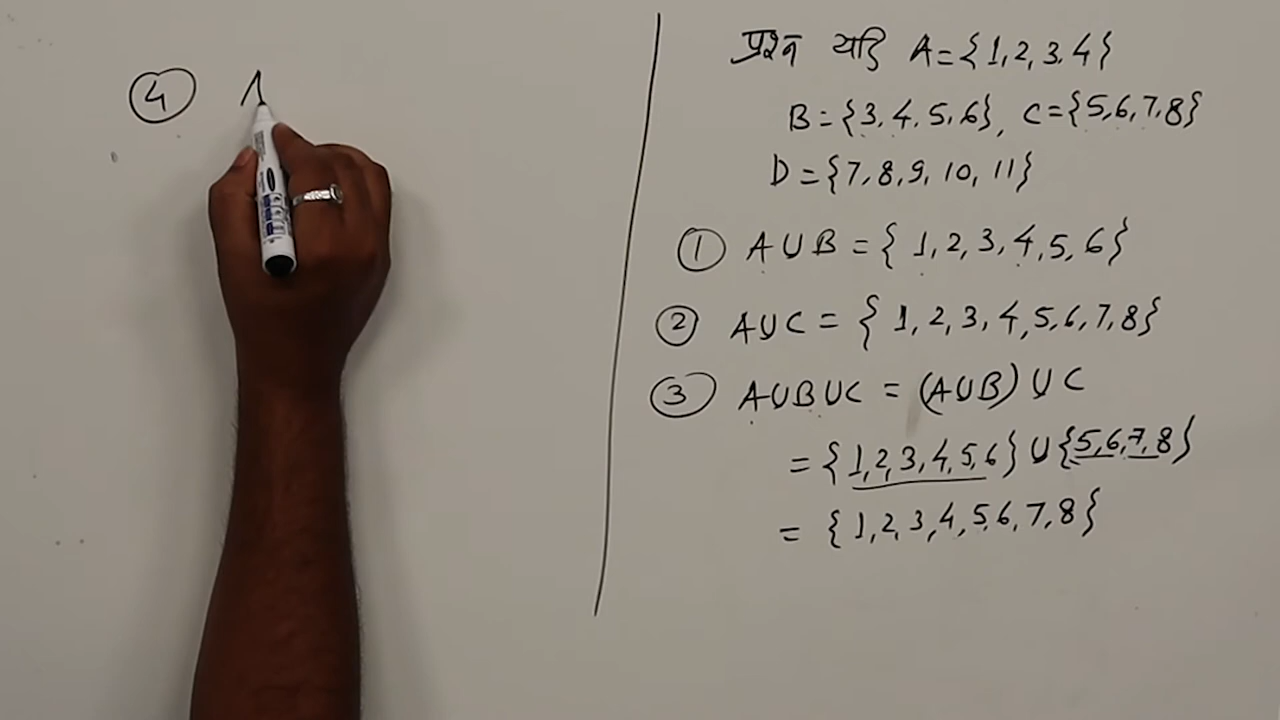 ④
प्रश्न यदि A={1,2,3.4}
B={3.4.5.6}, C={5,6,7,8}
D={7,8,9,10,11}
① A∪B={1,2,3,4,5,6}
② A∪C={1,2,3,4,5,6,7,8}
③ A∪B∪C=(A∪B)∪C
={1,2,3,4,5,6}∪{5,6,7,8}
={1,2,3,4,5,6,7,8}